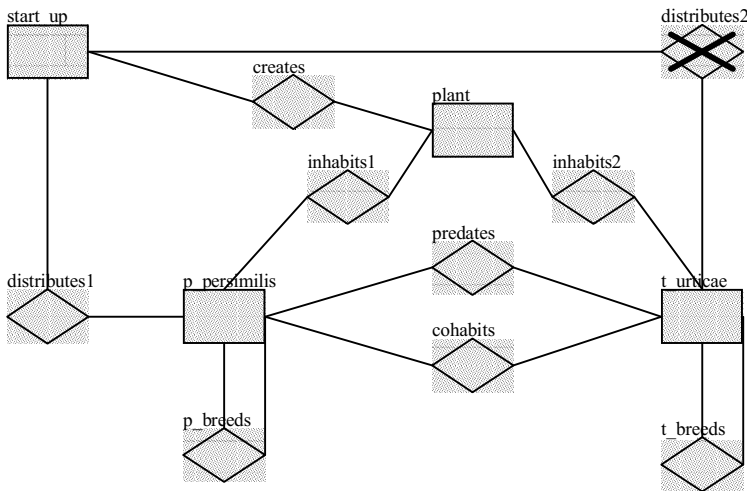 start_up
distributes2
creates
plant
inhabits1
inhabits2
predates
distributes1
p_persimilis
t_urticae
cohabits
p_breeds
t_breeds